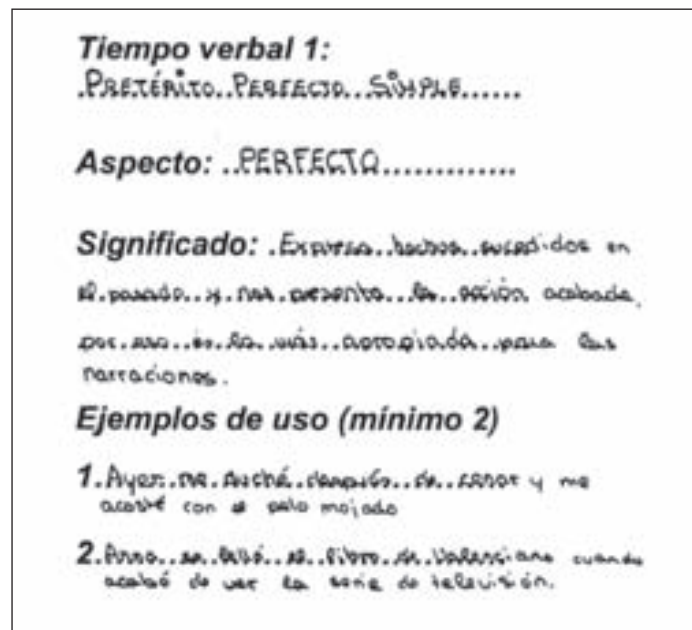 Tiempo verbal 1:
PRETÉRITO PERFECTO SIMPLE
Aspecto: PERFECTO
Significado: Expresa hechos sucedidos en
el pasado y nos presenta la acción acabada,
por eso es la más apropiada para las
narraciones.
Ejemplos de uso (mínimo 2)
1. Ayer me duché después de cenar y me
acosté con el pelo mojado
2. Anna se el libro de Valenciano cuando
acabó de ver la serie de televisión.